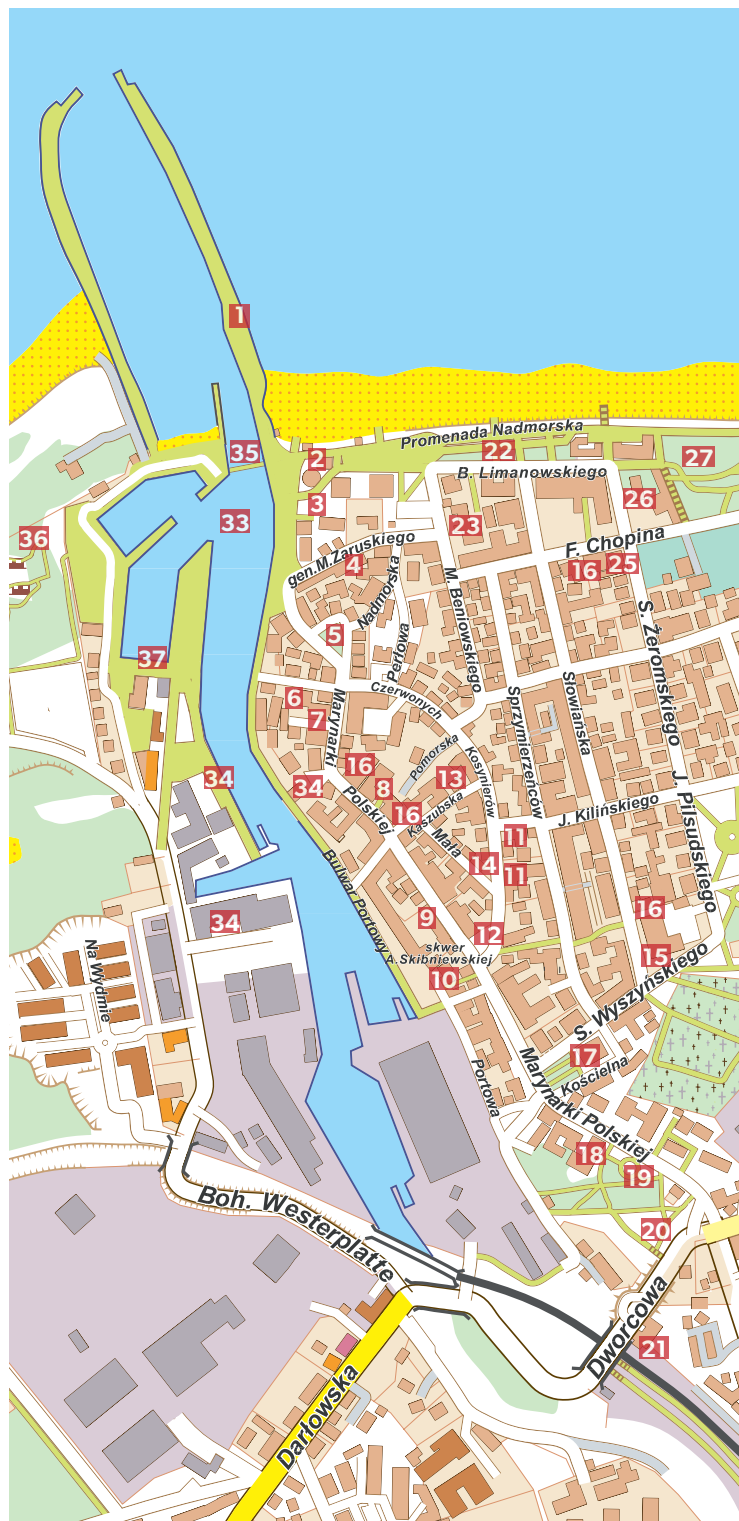 1
Promenada Nadmorska
35
2
22
27
B. Limanowskiego
3
26
33
23
36
gen.M.Zaruskiego
F. Chopina
4
16
25
Nadmorska
M. Beniowskiego
5
Perłowa
S. Żeromskiego
37
Czerwonych
Kosynierów
6
7
Marynarki
Polskiej
Sprzymierzeńców
Słowiańska
Pomorska
16
34
34
8
13
16
Kaszubska
J. Kilińskiego
J. Piłsudskiego
11
Mała
14
11
Bulwar Portowy
9
34
16
12
skwer
A.Skibniewskiej
Na Wydmie
10
15
S. Wyszyńskiego
17
Kościelna
Portowa
Marynarki Polskiej
18
19
Boh. Westerplatte
20
Dworcowa
21
Darłowska